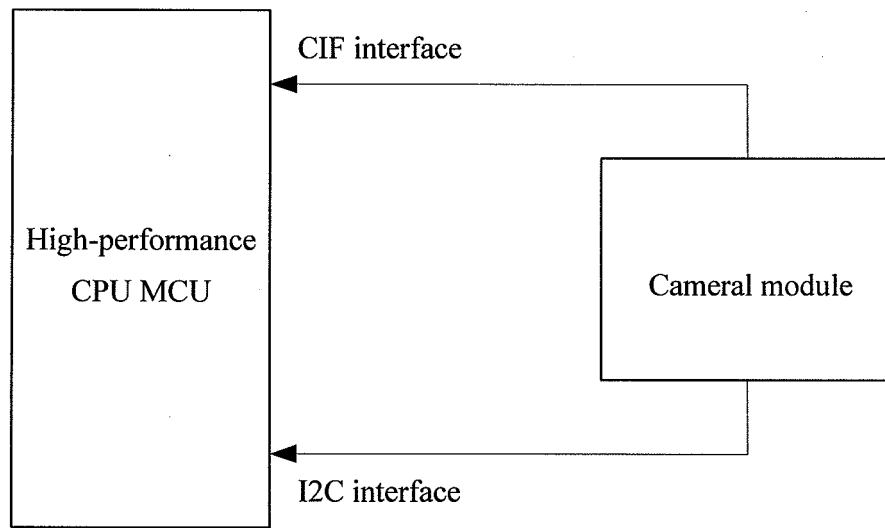 CIF interface
High-performance
CPU MCU
Cameral module
I2C interface